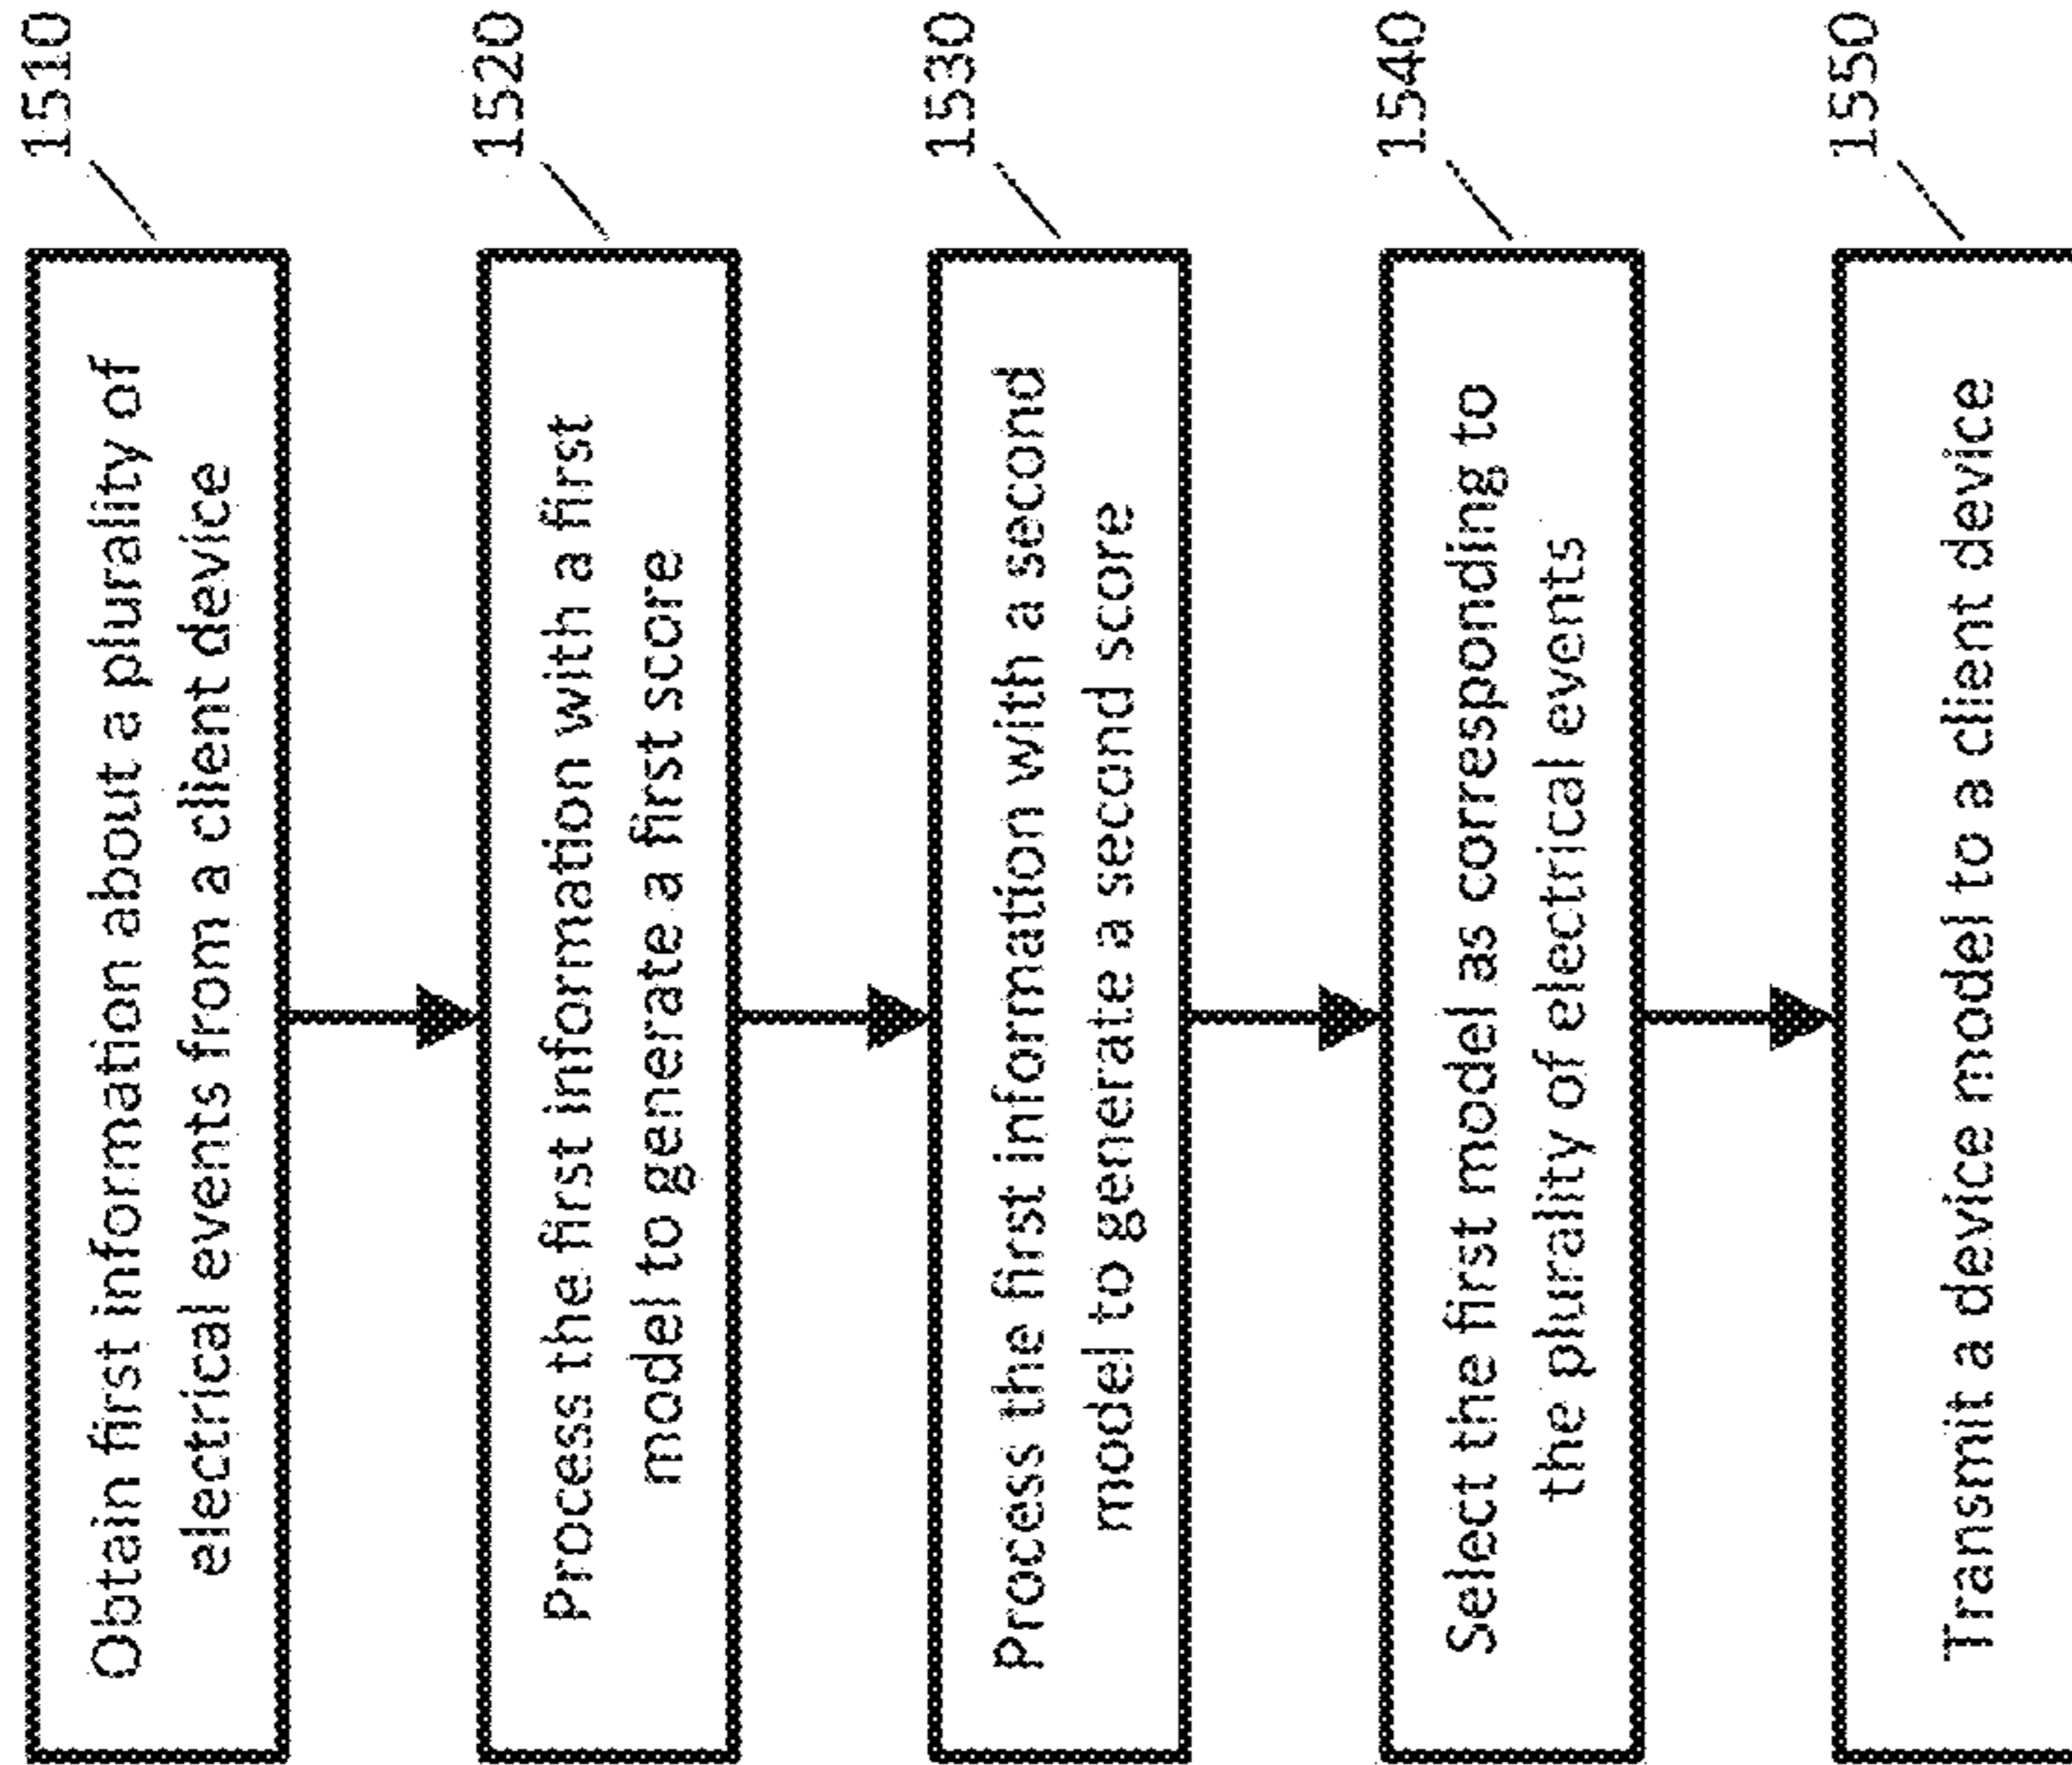 1510
Obtain first information about a plurality of
electrical events from a client device
1520
Process the first information with a first
model to generate a first score
1530
Process the first information with a second
model to generate a second score
1540
Select the first model as corresponding to
the plurality of electrical events
1550
Transmit a device model to a client device